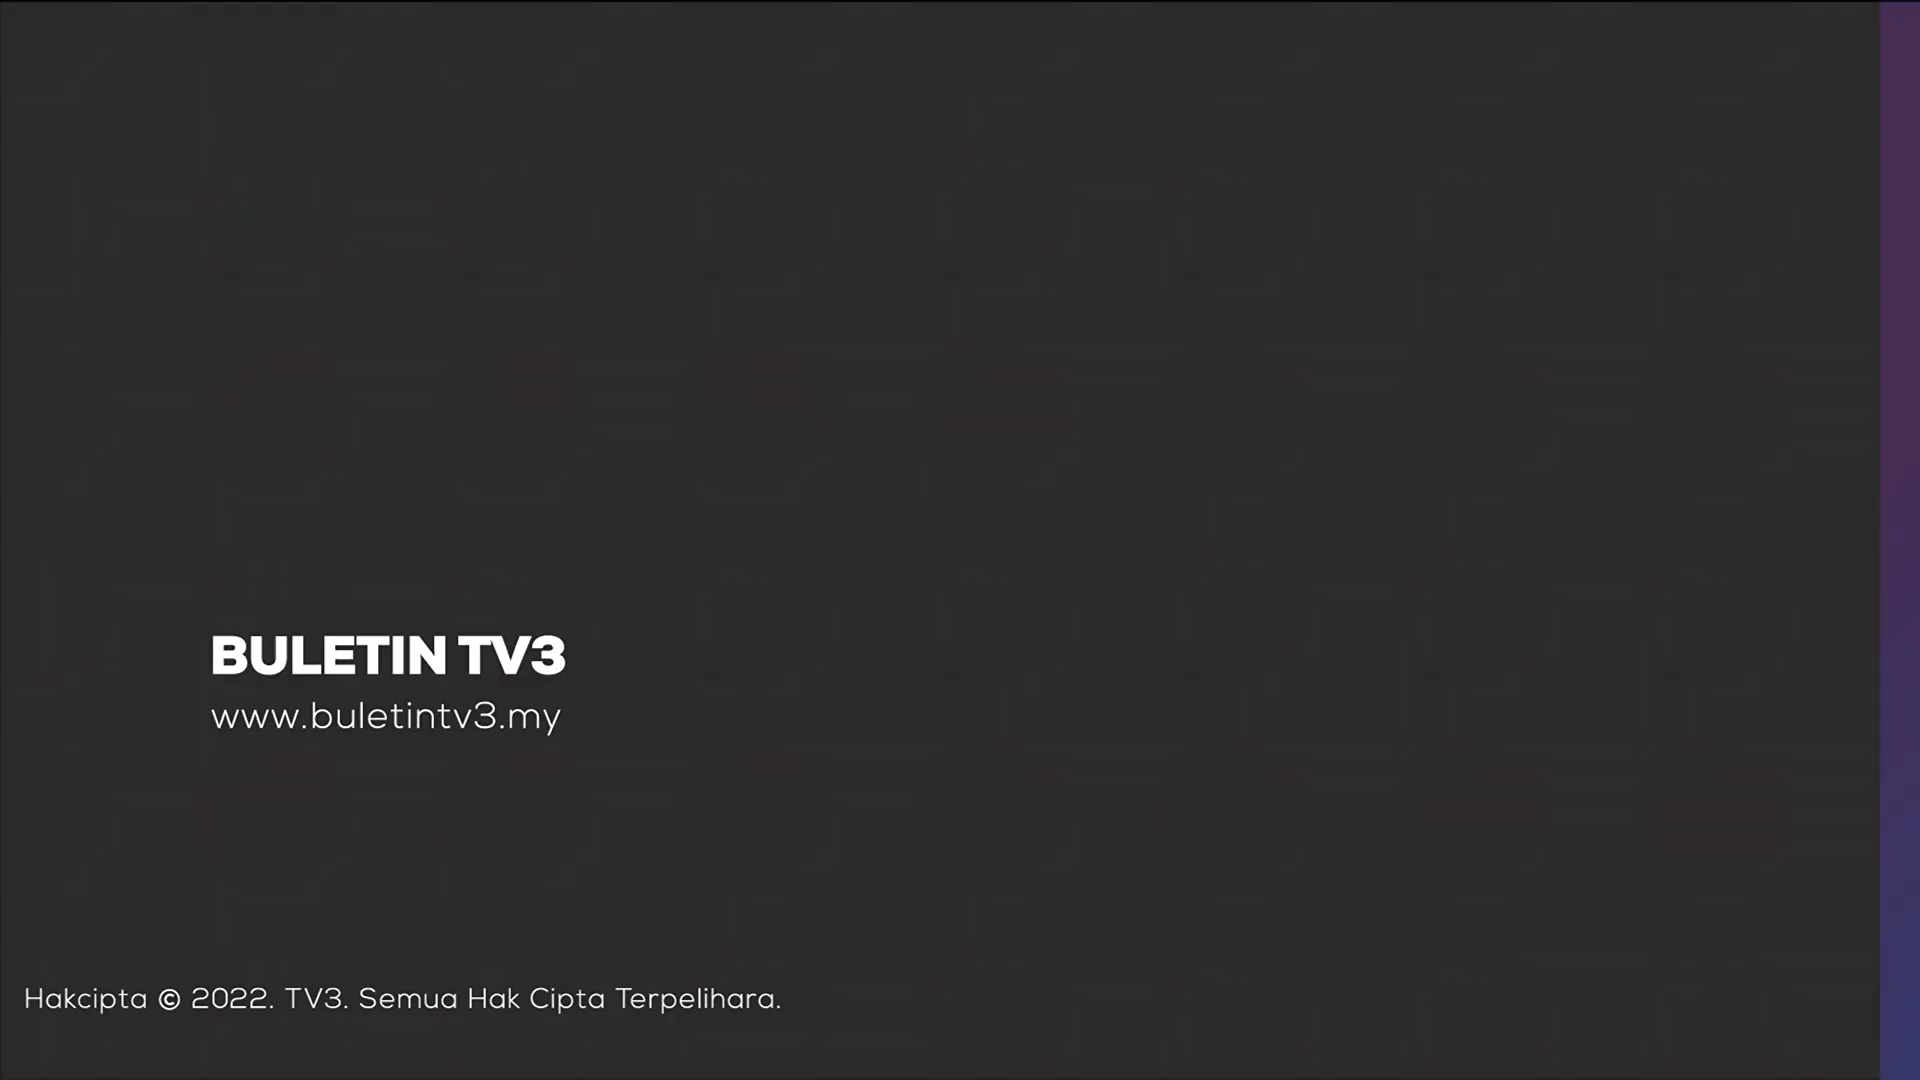 BULETIN TV3
www.buletintv3.my
Hakcipta © 2022. TV3. Semua Hak Cipta Terpelihara.